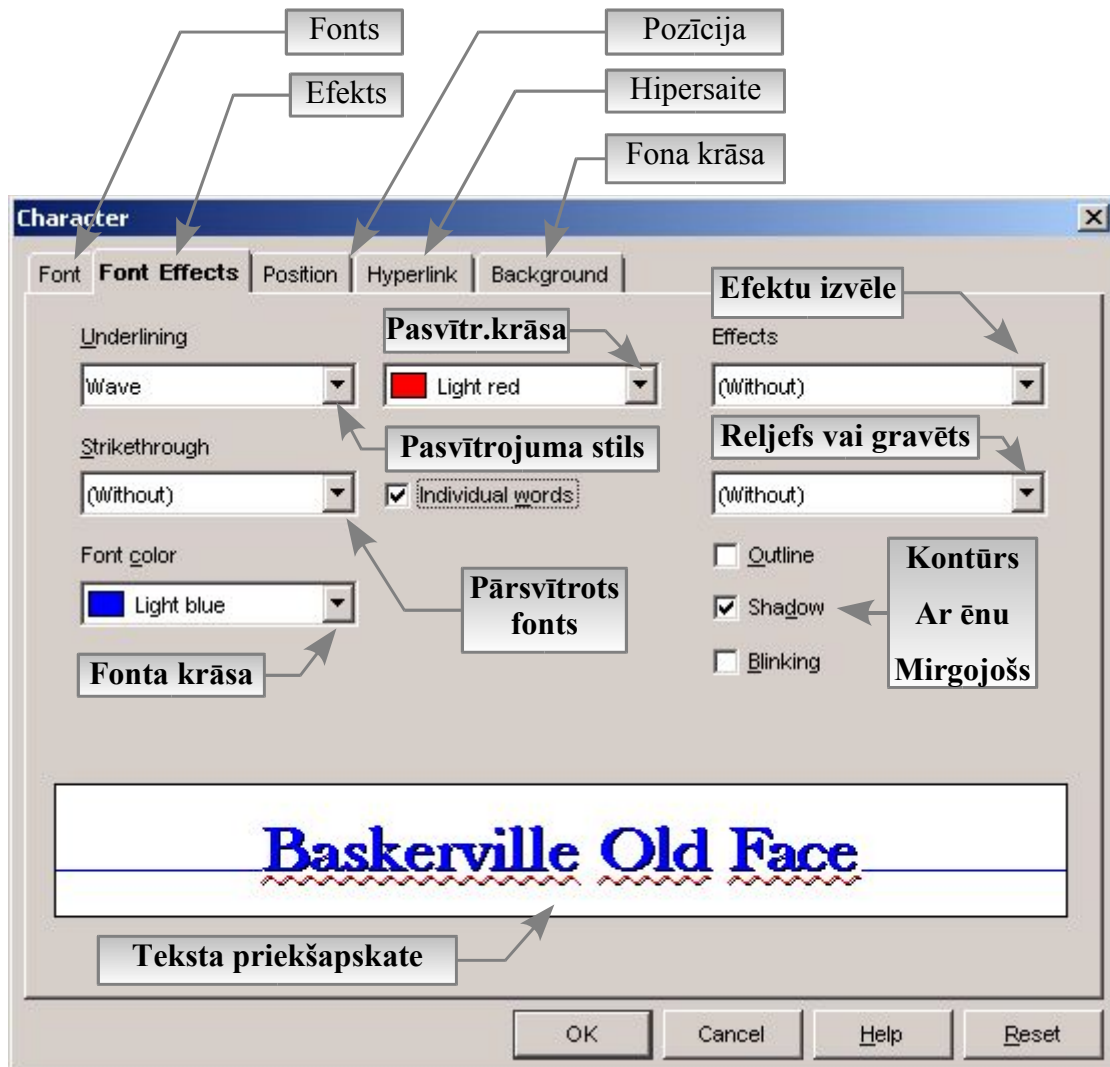 Fonts
Pozīcija
Efekts
Hipersaite
Fona krāsa
Character
Font
Font Effects
Position
Hyperlink
Background
Efektu izvēle
Underlining
Pasvītr.krāsa
Effects
Wave
Light red
(Without)
Strikethrough
Pasvītrojuma stils
Reljefs vai gravēts
(Without)
Individual words
(Without)
Font color
Outline
Kontūrs
Light blue
Pārsvītrots
fonts
Shadow
Ar ēnu
Fonta krāsa
Blinking
Mirgojošs
Baskerville Old Face
Teksta priekšapskate
OK
Cancel
Help
Reset